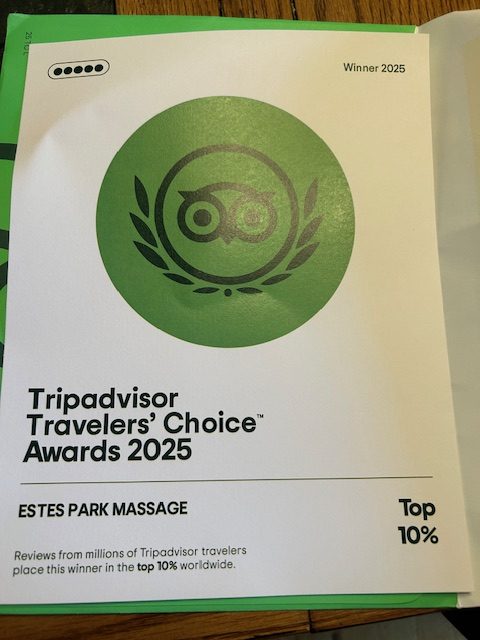 Winner 2025
Tripadvisor
Travelers' Choice™
Awards 2025
ESTES PARK MASSAGE
Top
10%
Reviews from millions of Tripadvisor travelers
place this winner in the top 10% worldwide.